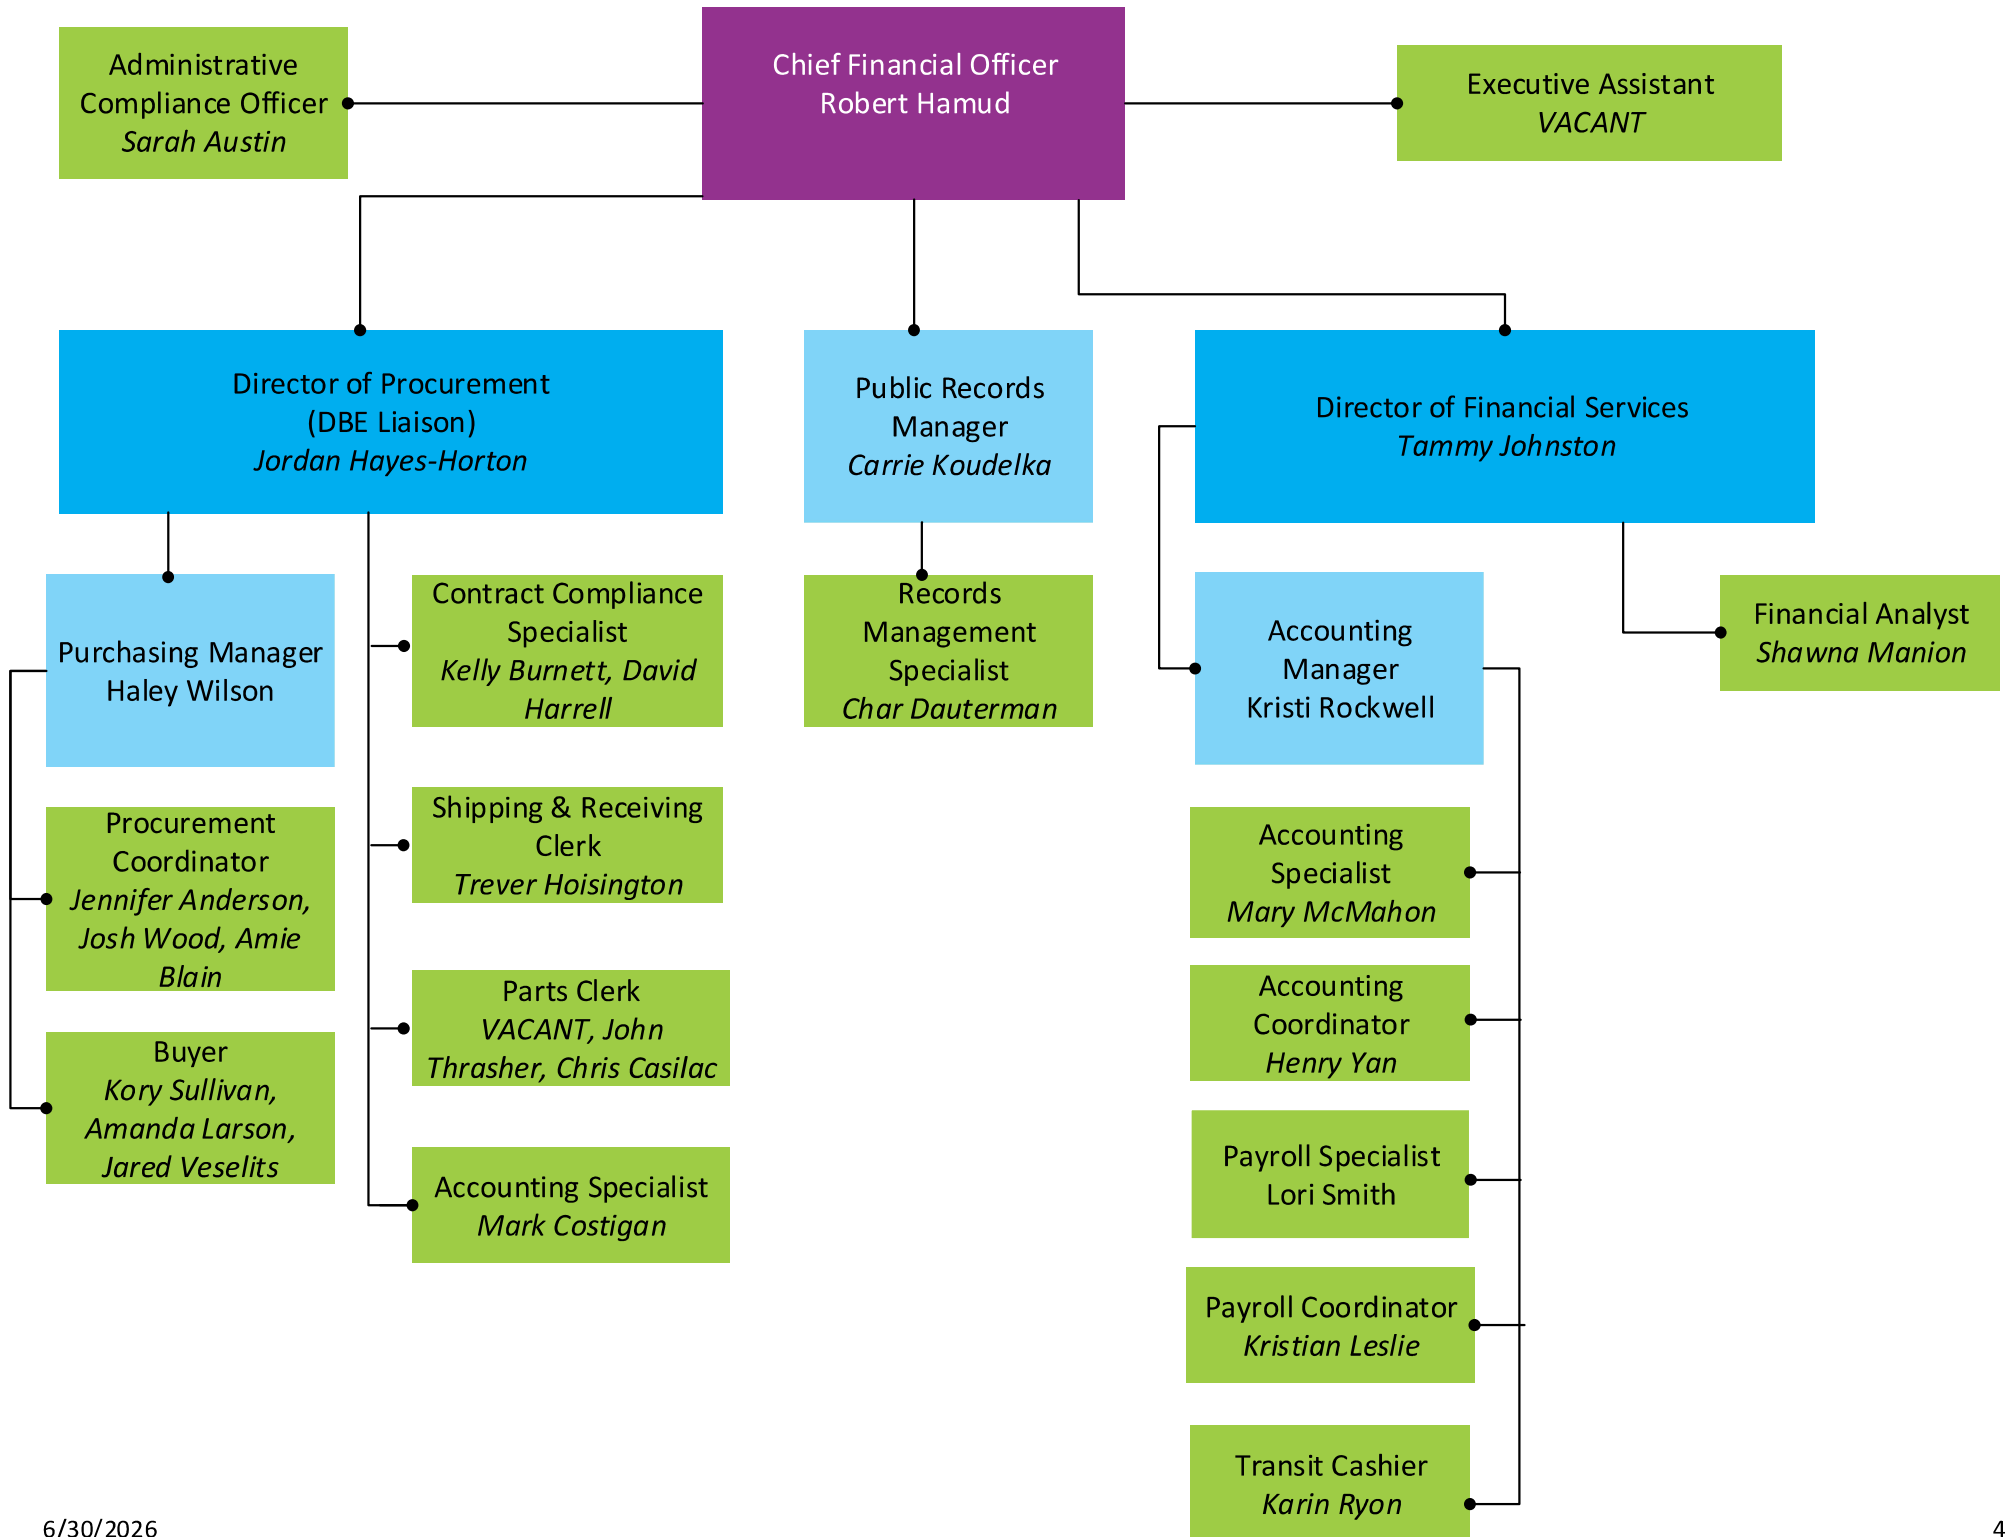 Administrative
Compliance Officer
Sarah Austin
Chief Financial Officer
Robert Hamud
Executive Assistant
VACANT
Director of Procurement
(DBE Liaison)
Jordan Hayes-Horton
Public Records
Manager
Carrie Koudelka
Director of Financial Services
Tammy Johnston
Purchasing Manager
Haley Wilson
Procurement
Coordinator
Jennifer Anderson,
Josh Wood, Amie
Blain
Buyer
Kory Sullivan,
Amanda Larson,
Jared Veselits
Contract Compliance
Specialist
Kelly Burnett, David
Harrell
Shipping & Receiving
Clerk
Trever Hoisington
Parts Clerk
VACANT, John
Thrasher, Chris Casilac
Accounting Specialist
Mark Costigan
Records
Management
Specialist
Char Dauterman
Accounting
Manager
Kristi Rockwell
Financial Analyst
Shawna Manion
Accounting
Specialist
Mary McMahon
Accounting
Coordinator
Henry Yan
Payroll Specialist
Lori Smith
Payroll Coordinator
Kristian Leslie
Transit Cashier
Karin Ryon
6/30/2026
4